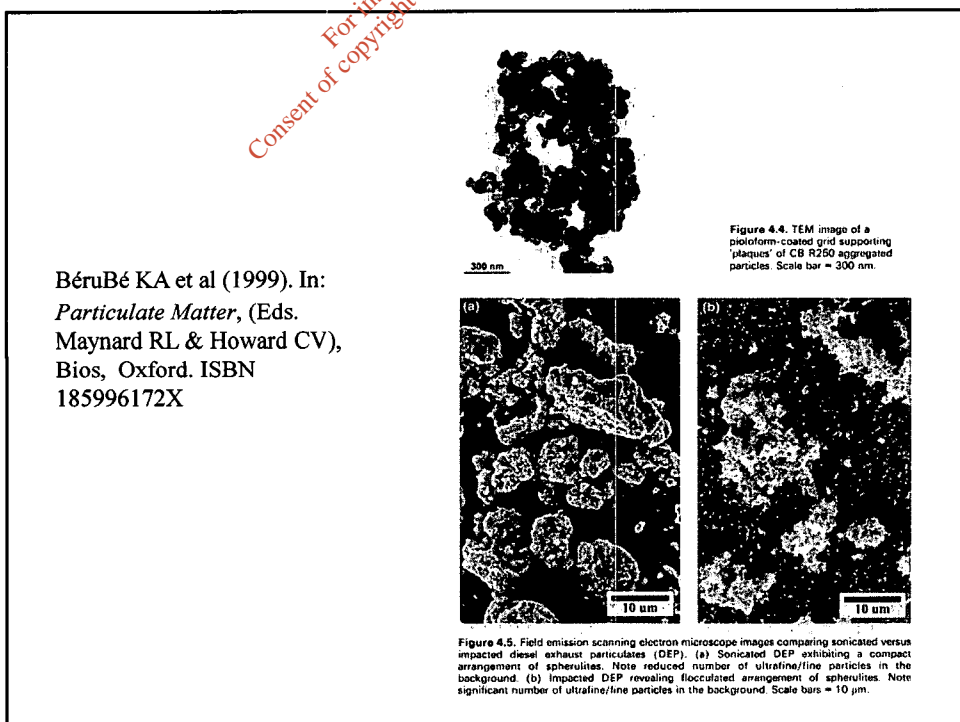 For in
Consent of copyright
300 nm
Figure 4.4. TEM image of a
pioloform-coated grid supporting
'plaques' of CB R250 aggregated
particles. Scale bar = 300 nm.
BéruBé KA et al (1999). In:
Particulate Matter, (Eds.
Maynard RL & Howard CV),
Bios, Oxford. ISBN
185996172X
(a)
(b)
10 um
10 um
Figure 4.5. Field emission scanning electron microscope images comparing sonicated versus
impacted diesel exhaust particulates (DEP). (a) Sonicated DEP exhibiting a compact
arrangement of spherulites. Note reduced number of ultrafine/fine particles in the
background. (b) Impacted DEP revealing flocculated arrangement of spherulites. Note
significant number of ultrafine/fine particles in the background. Scale bars = 10 µm.